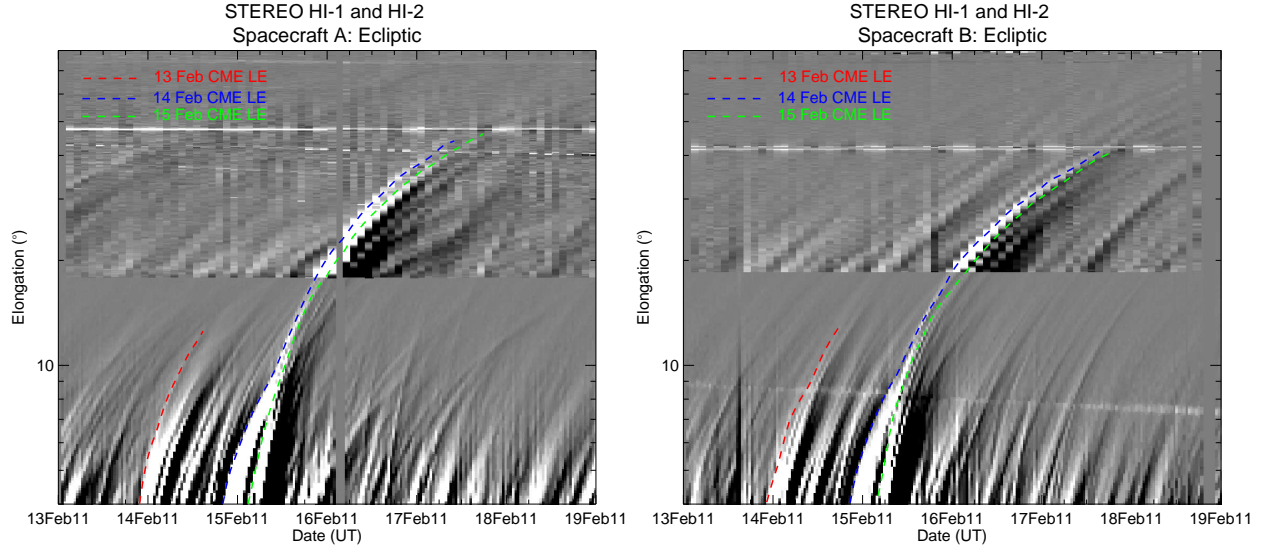 STEREO HI-1 and HI-2
Spacecraft A: Ecliptic
13 Feb CME LE
14 Feb CME LE
15 Feb CME LE
Elongation (°)
10
13Feb11 14Feb11 15Feb11 16Feb11 17Feb11 18Feb11 19Feb11
Date (UT)
STEREO HI-1 and HI-2
Spacecraft B: Ecliptic
13 Feb CME LE
14 Feb CME LE
15 Feb CME LE
Elongation (°)
10
13Feb11 14Feb11 15Feb11 16Feb11 17Feb11 18Feb11 19Feb11
Date (UT)